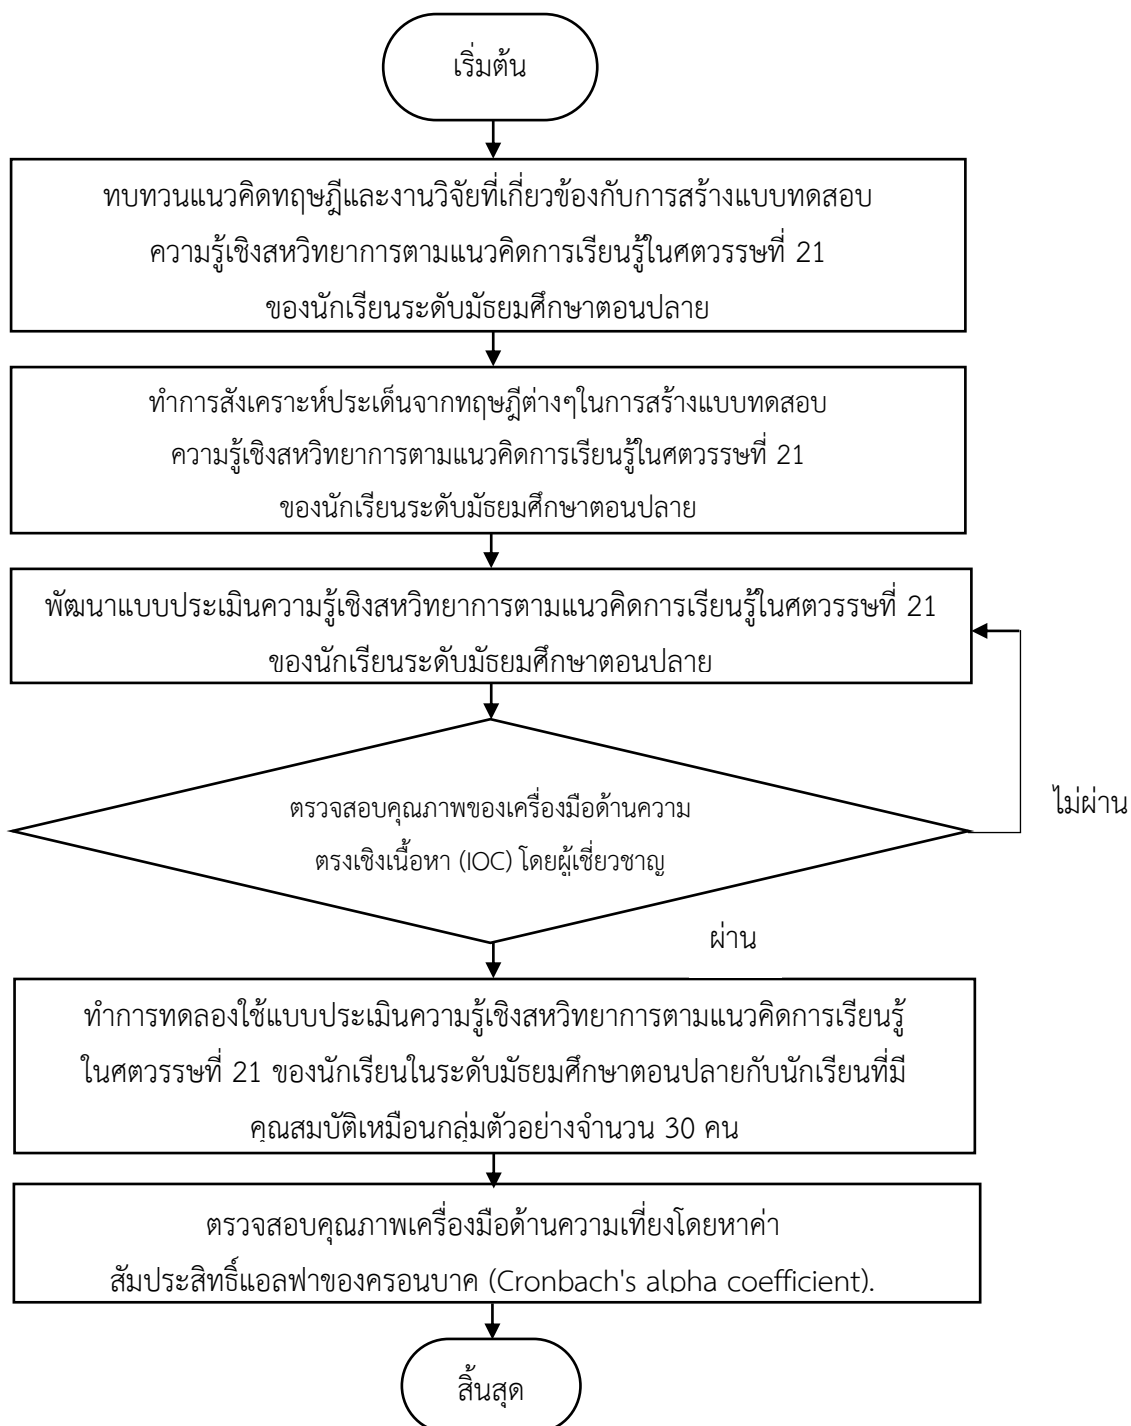 เริ่มต้น
ทบทวนแนวคิดทฤษฎีและงานวิจัยที่เกี่ยวข้องกับการสร้างแบบทดสอบ
ความรู้เชิงสหวิทยาการตามแนวคิดการเรียนรู้ในศตวรรษที่ 21
ของนักเรียนระดับมัธยมศึกษาตอนปลาย
ทำการสังเคราะห์ประเด็นจากทฤษฎีต่างๆในการสร้างแบบทดสอบ
ความรู้เชิงสหวิทยาการตามแนวคิดการเรียนรู้ในศตวรรษที่ 21
ของนักเรียนระดับมัธยมศึกษาตอนปลาย
พัฒนาแบบประเมินความรู้เชิงสหวิทยาการตามแนวคิดการเรียนรู้ในศตวรรษที่ 21
ของนักเรียนระดับมัธยมศึกษาตอนปลาย
ตรวจสอบคุณภาพของเครื่องมือด้านความ
ตรงเชิงเนื้อหา (IOC) โดยผู้เชี่ยวชาญ
ไม่ผ่าน
ผ่าน
ทำการทดลองใช้แบบประเมินความรู้เชิงสหวิทยาการตามแนวคิดการเรียนรู้
ในศตวรรษที่ 21 ของนักเรียนในระดับมัธยมศึกษาตอนปลายกับนักเรียนที่มี
คุณสมบัติเหมือนกลุ่มตัวอย่างจำนวน 30 คน
ตรวจสอบคุณภาพเครื่องมือด้านความเที่ยงโดยหาค่า
สัมประสิทธิ์แอลฟาของครอนบาค (Cronbach's alpha coefficient).
สิ้นสุด